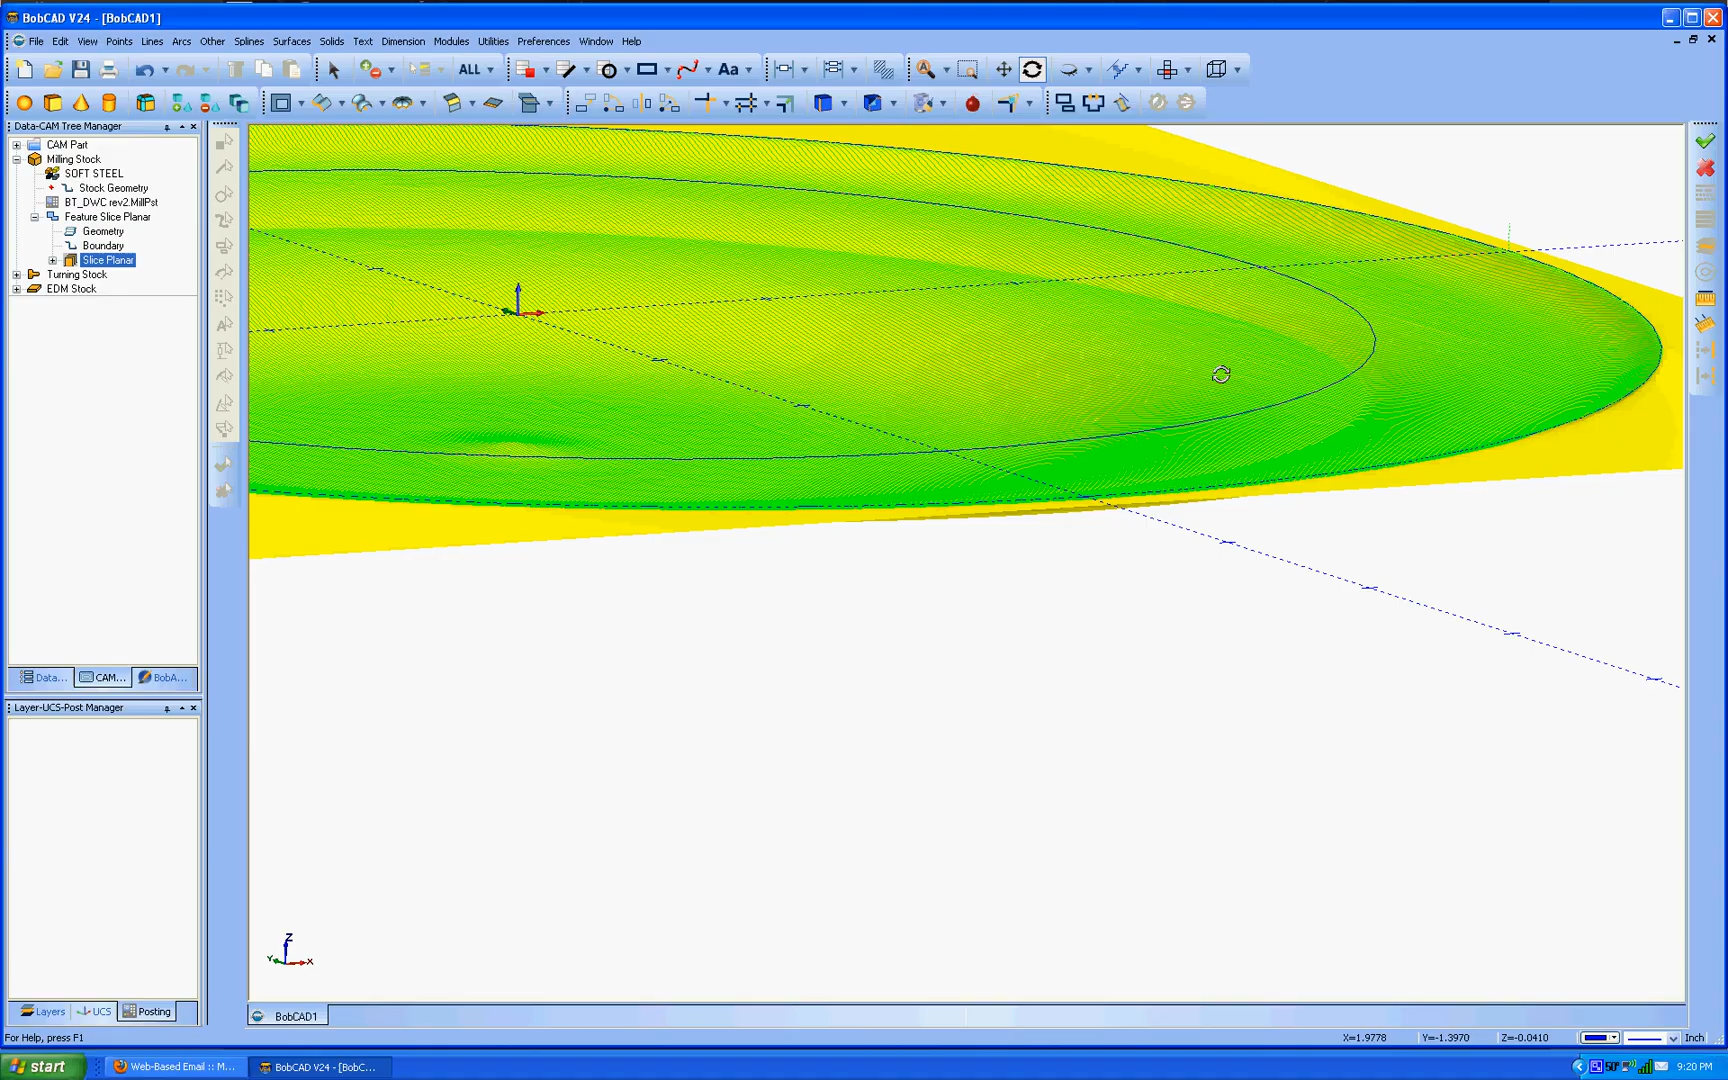 BobCAD V24 - [BobCAD1]
File Edit View Points Lines Arcs Other Splines Surfaces Solids Text Dimension Modules Utilities Preferences Window Help
ALL
Aa
Data-CAM Tree Manager
CAM Part
Milling Stock
SOFT STEEL
Stock Geometry
BT_DWC rev2.MillPst
Feature Slice Planar
Geometry
Boundary
Slice Planar
Turning Stock
EDM Stock
Data... CAM... BobA...
Layer-UCS-Post Manager
Z
Y
X
Layers UCS Posting
BobCAD1
For Help, press F1
X=1.9778 Y=-1.3970 Z=-0.0410 Inch
start Web-Based Email :: M... BobCAD V24 - [BobC... 50° 9:20 PM